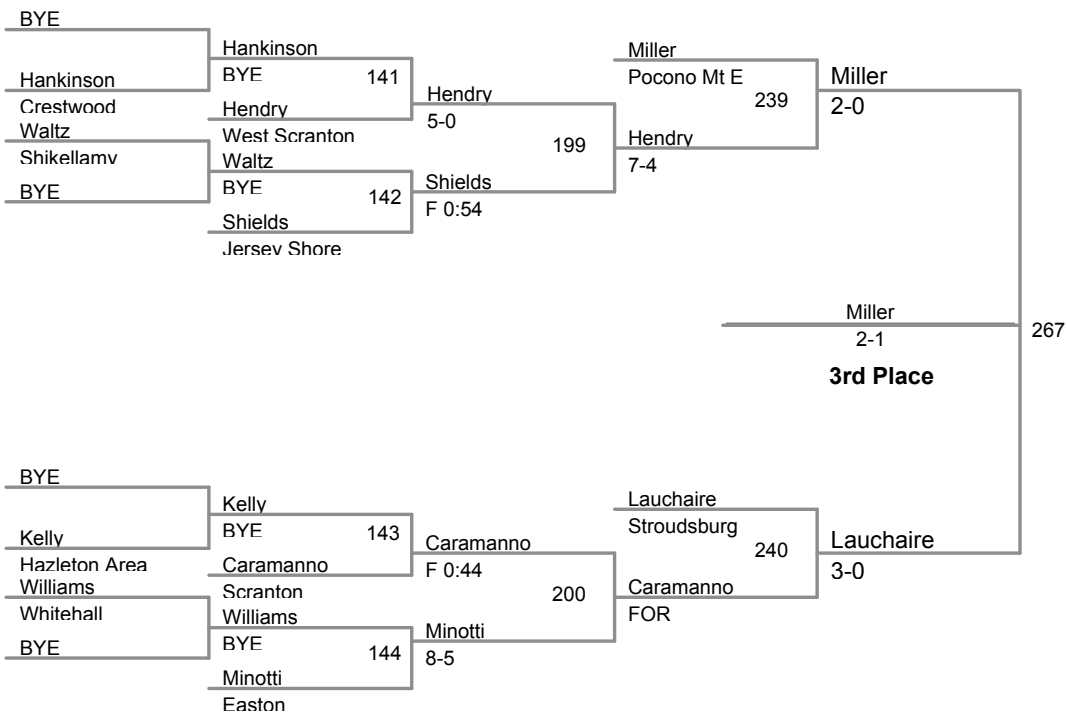 BYE
Hankinson
Crestwood
Waltz
Shikellamy
BYE
Hankinson
BYE
141
Hendry
West Scranton
Waltz
BYE
142
Shields
Jersey Shore
Hendry
5-0
199
Shields
F 0:54
Miller
Pocono Mt E
239
Hendry
7-4
Miller
2-0
Miller
2-1
3rd Place
267
BYE
Kelly
Hazleton Area
Williams
Whitehall
BYE
Kelly
BYE
143
Caramanno
Scranton
Williams
BYE
144
Minotti
Easton
Caramanno
F 0:44
200
Minotti
8-5
Lauchaire
Stroudsburg
240
Caramanno
FOR
Lauchaire
3-0